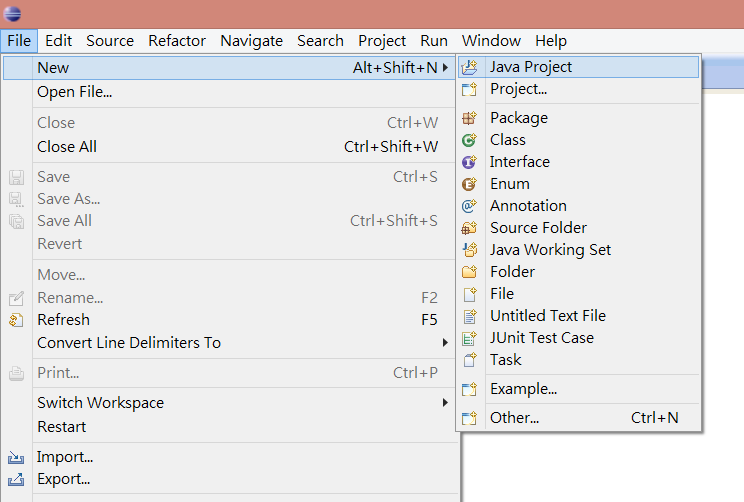 File Edit Source Refactor Navigate Search Project Run Window Help
New Alt+Shift+N
Open File...
Close Ctrl+W
Close All Ctrl+Shift+W
Save Ctrl+S
Save As...
Save All Ctrl+Shift+S
Revert
Move...
Rename... F2
Refresh F5
Convert Line Delimiters To
Print... Ctrl+P
Switch Workspace
Restart
Import...
Export...
Java Project
Project...
Package
Class
Interface
Enum
Annotation
Source Folder
Java Working Set
Folder
File
Untitled Text File
JUnit Test Case
Task
Example...
Other... Ctrl+N